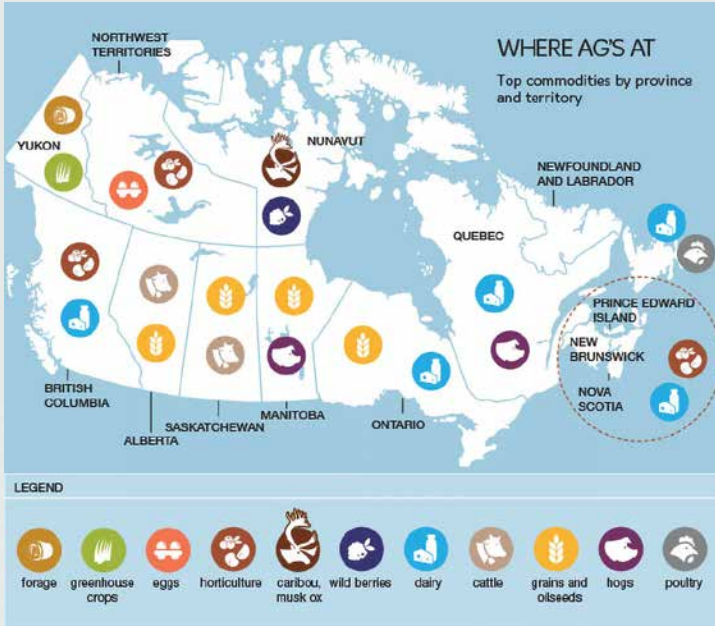 WHERE AG'S AT
Top commodities by province
and territory
NORTHWEST
TERRITORIES
YUKON
NUNAVUT
NEWFOUNDLAND
AND LABRADOR
QUEBEC
PRINCE EDWARD
ISLAND
NEW
BRUNSWICK
NOVA
SCOTIA
BRITISH
COLUMBIA
ALBERTA
SASKATCHEWAN
MANITOBA
ONTARIO
LEGEND
forage
greenhouse
crops
eggs
horticulture
caribou,
musk ox
wild berries
dairy
cattle
grains and
oilseeds
hogs
poultry